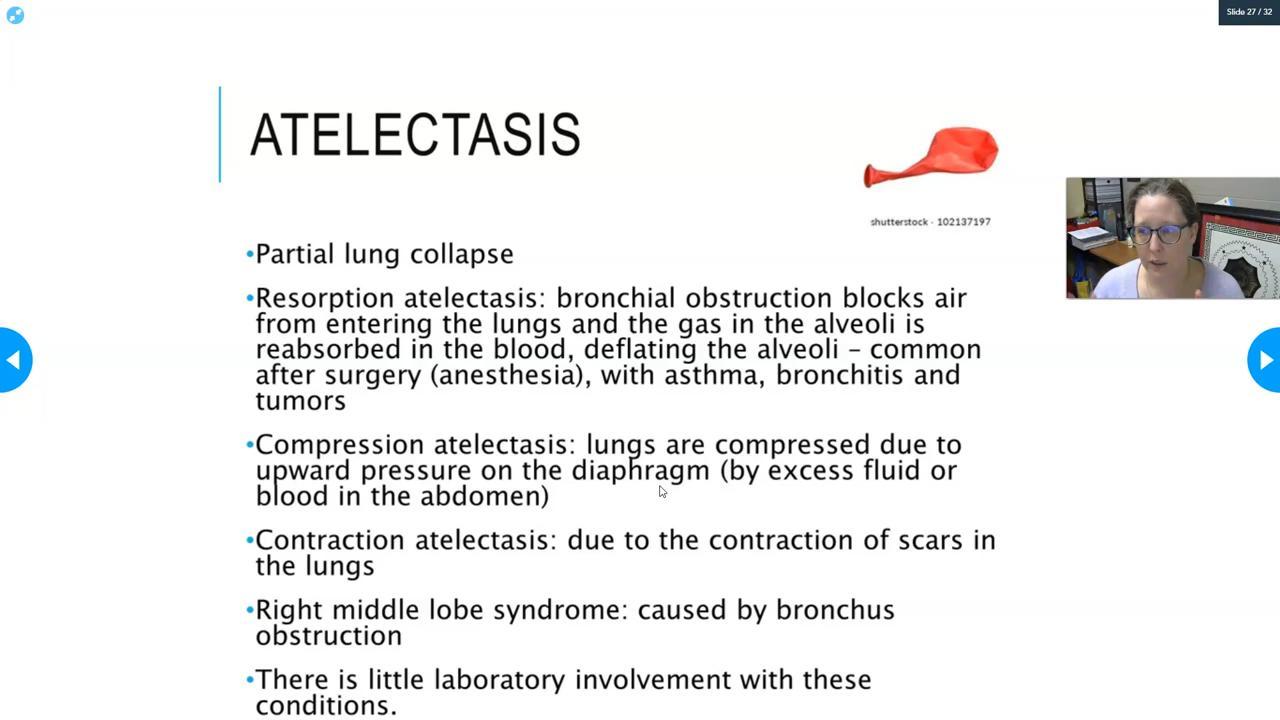 Slide 27 / 32
ATELECTASIS
shutterstock · 102137197
•Partial lung collapse
•Resorption atelectasis: bronchial obstruction blocks air
from entering the lungs and the gas in the alveoli is
reabsorbed in the blood, deflating the alveoli – common
after surgery (anesthesia), with asthma, bronchitis and
tumors
•Compression atelectasis: lungs are compressed due to
upward pressure on the diaphragm (by excess fluid or
blood in the abdomen)
•Contraction atelectasis: due to the contraction of scars in
the lungs
•Right middle lobe syndrome: caused by bronchus
obstruction
•There is little laboratory involvement with these
conditions.